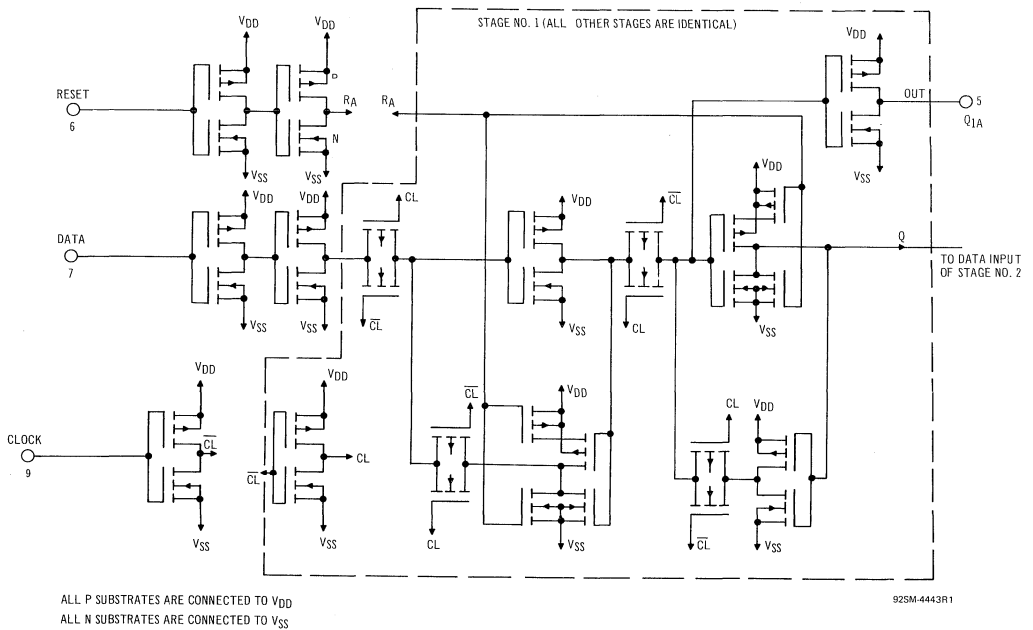 STAGE NO. 1 (ALL OTHER STAGES ARE IDENTICAL)
VDD
VDD
VDD
P
RESET
6
RA
RA
OUT
5
Q1A
N
VSS
VSS
VSS
VDD
VDD
CL
VDD
CL
VDD
DATA
7
Q
TO DATA INPUT
OF STAGE NO. 2
CL
CL
VSS
VSS
VSS
VSS
VDD
VDD
CL
VDD
CL
VDD
CLOCK
9
CL
CL
CL
CL
CL
VSS
VSS
VSS
VSS
ALL P SUBSTRATES ARE CONNECTED TO VDD
ALL N SUBSTRATES ARE CONNECTED TO VSS
92SM-4443R1